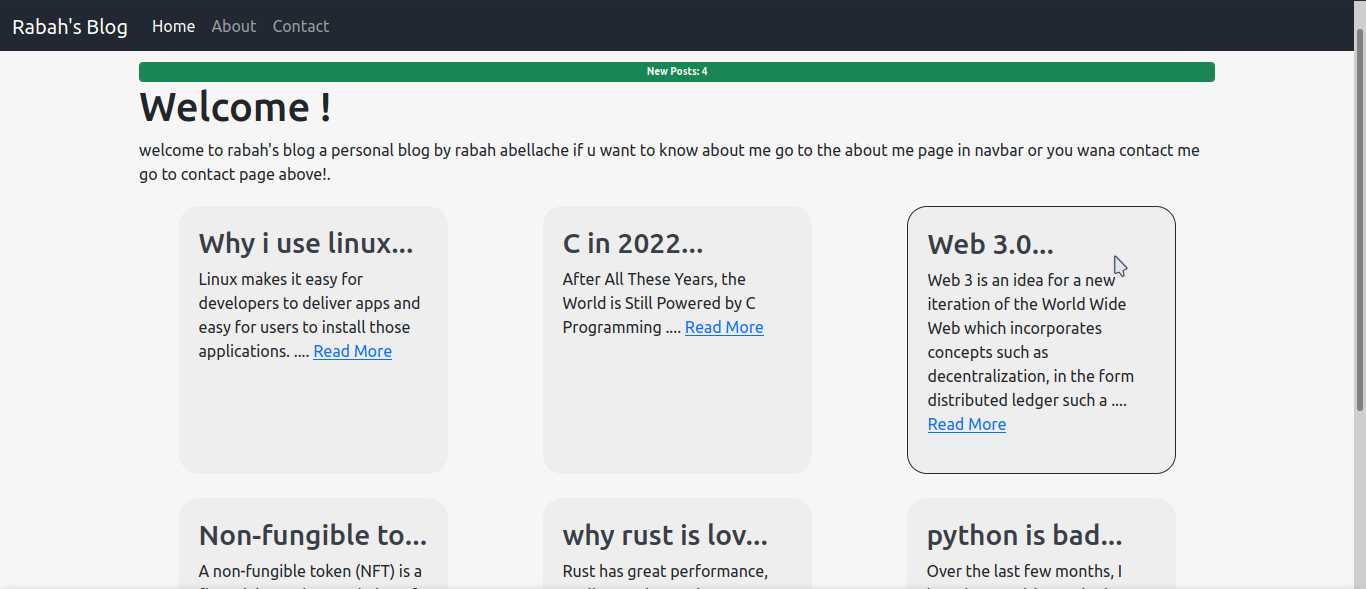 Rabah's Blog Home About Contact
New Posts: 4
Welcome !
welcome to rabah's blog a personal blog by rabah abellache if u want to know about me go to the about me page in navbar or you wana contact me
go to contact page above!.
Why i use linux...
Linux makes it easy for
developers to deliver apps and
easy for users to install those
applications. .... Read More
C in 2022...
After All These Years, the
World is Still Powered by C
Programming .... Read More
Web 3.0...
Web 3 is an idea for a new
iteration of the World Wide
Web which incorporates
concepts such as
decentralization, in the form
distributed ledger such a ....
Read More
Non-fungible to...
A non-fungible token (NFT) is a
why rust is lov...
Rust has great performance,
python is bad...
Over the last few months, I